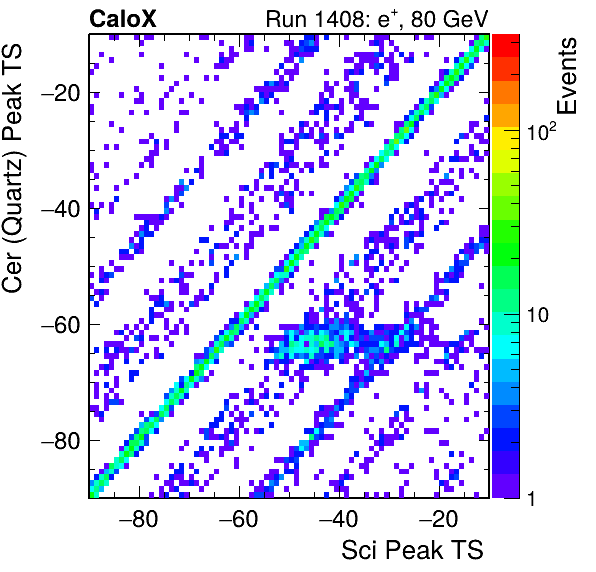 CaloX Run 1408: e⁺, 80 GeV
Cer (Quartz) Peak TS
−20
−40
−60
−80
−80 −60 −40 −20
Sci Peak TS
Events
10²
10
1